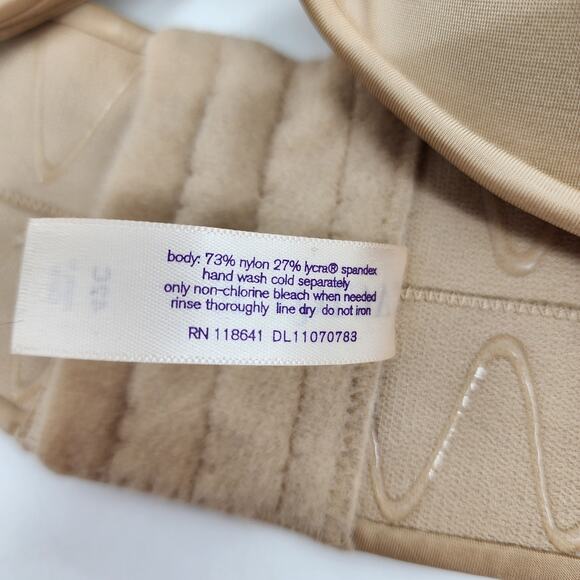 body: 73% nylon 27% lycra® spandex
hand wash cold separately
only non-chlorine bleach when needed
rinse thoroughly line dry do not iron
RN 118641 DL11070783